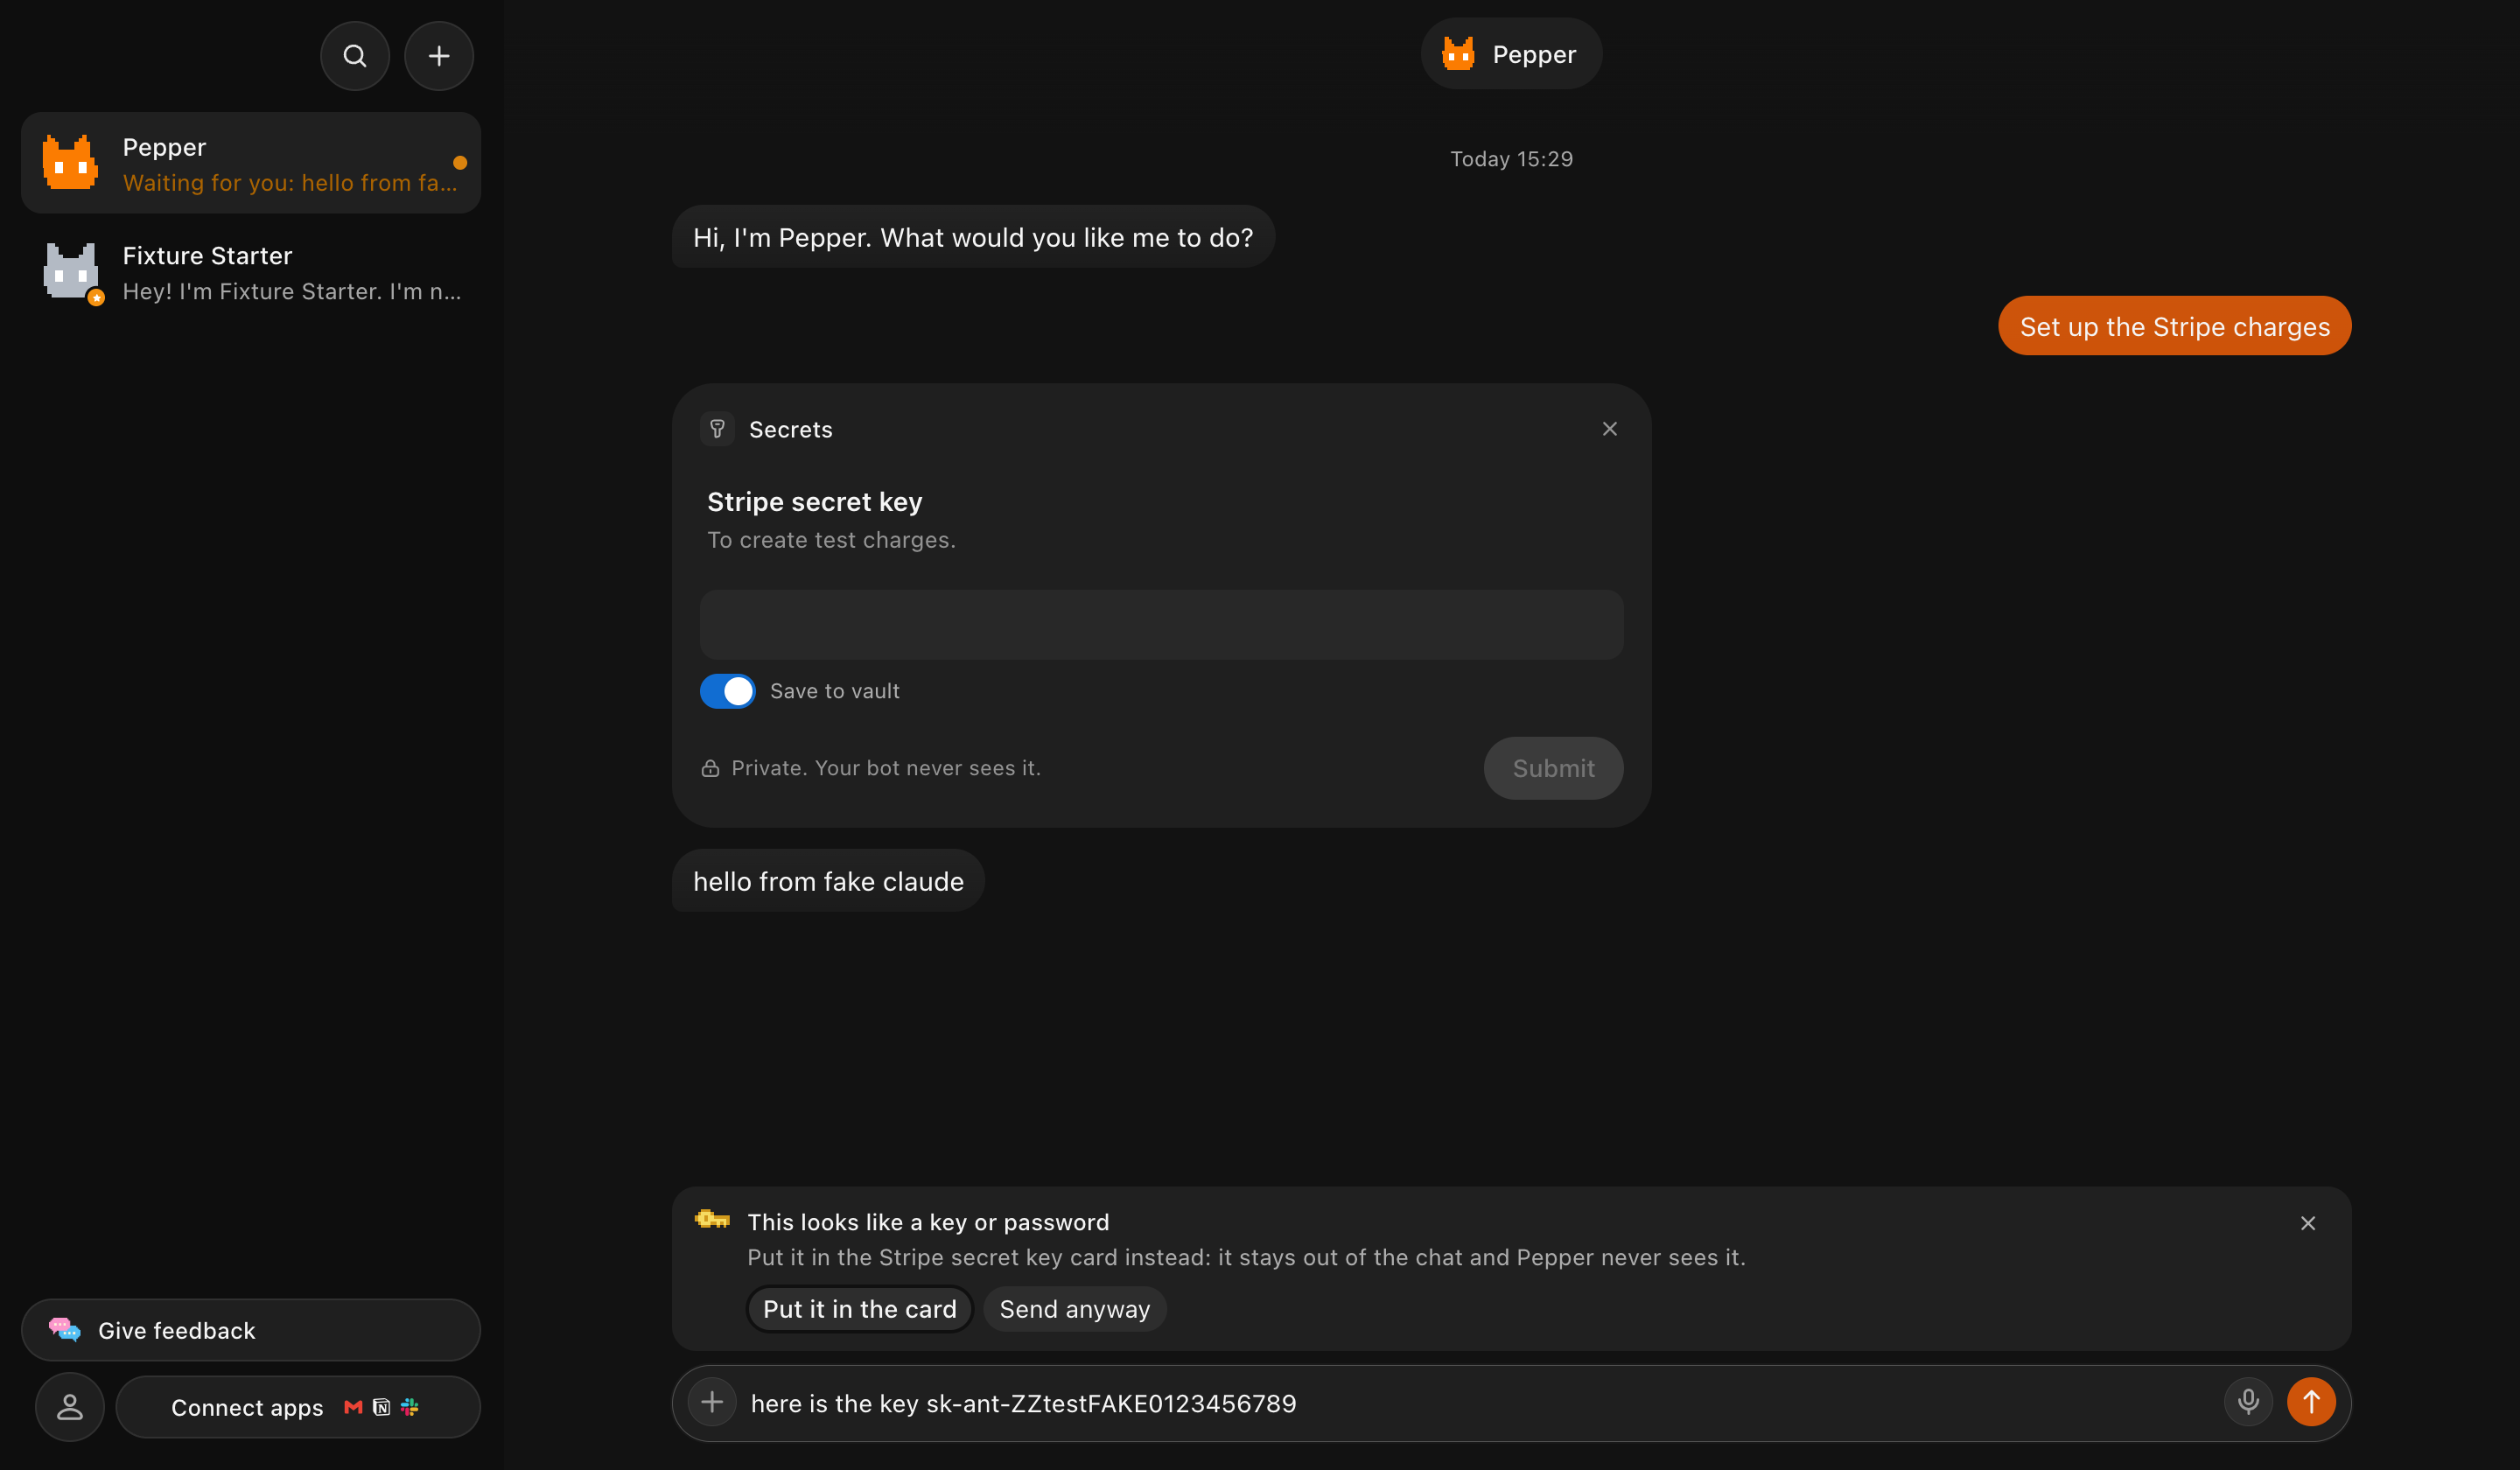 Pepper
Waiting for you: hello from fa...
Fixture Starter
Hey! I'm Fixture Starter. I'm n...
Give feedback
Connect apps
Pepper
Today 15:29
Hi, I'm Pepper. What would you like me to do?
Set up the Stripe charges
Secrets
Stripe secret key
To create test charges.
Save to vault
Private. Your bot never sees it.
Submit
hello from fake claude
This looks like a key or password
Put it in the Stripe secret key card instead: it stays out of the chat and Pepper never sees it.
Put it in the card
Send anyway
here is the key sk-ant-ZZtestFAKE0123456789